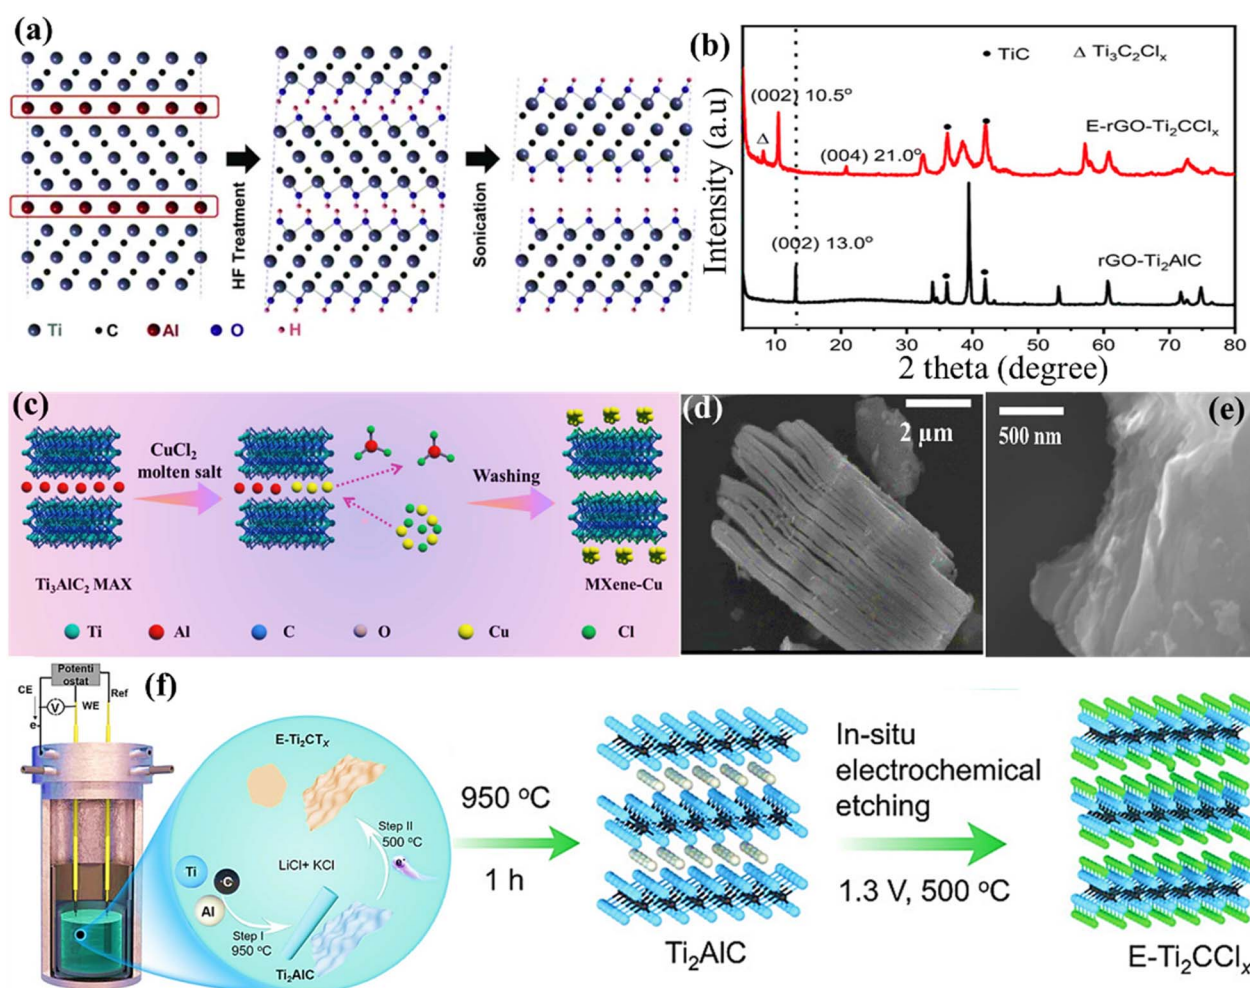 (a)
HF Treatment
Sonication
Ti C Al O H
(b)
Intensity (a.u)
• TiC Δ Ti₃C₂Clₓ
(002) 10.5°
Δ
E-rGO-Ti₂CClₓ
(004) 21.0°
(002) 13.0°
rGO-Ti₂AlC
10 20 30 40 50 60 70 80
2 theta (degree)
(c)
CuCl₂
molten salt
Washing
Ti₃AlC₂ MAX
MXene-Cu
Ti Al C O Cu Cl
(d)
2 µm
(e)
500 nm
(f)
Potenti
ostat
CE
Ref
V
WE
e
E-Ti₂CTₓ
Step II
500 °C
e
LiCl+ KCl
Ti
C
Al
Step I
950 °C
Ti₂AlC
950 °C
1 h
Ti₂AlC
In-situ
electrochemical
etching
1.3 V, 500 °C
E-Ti₂CClₓ